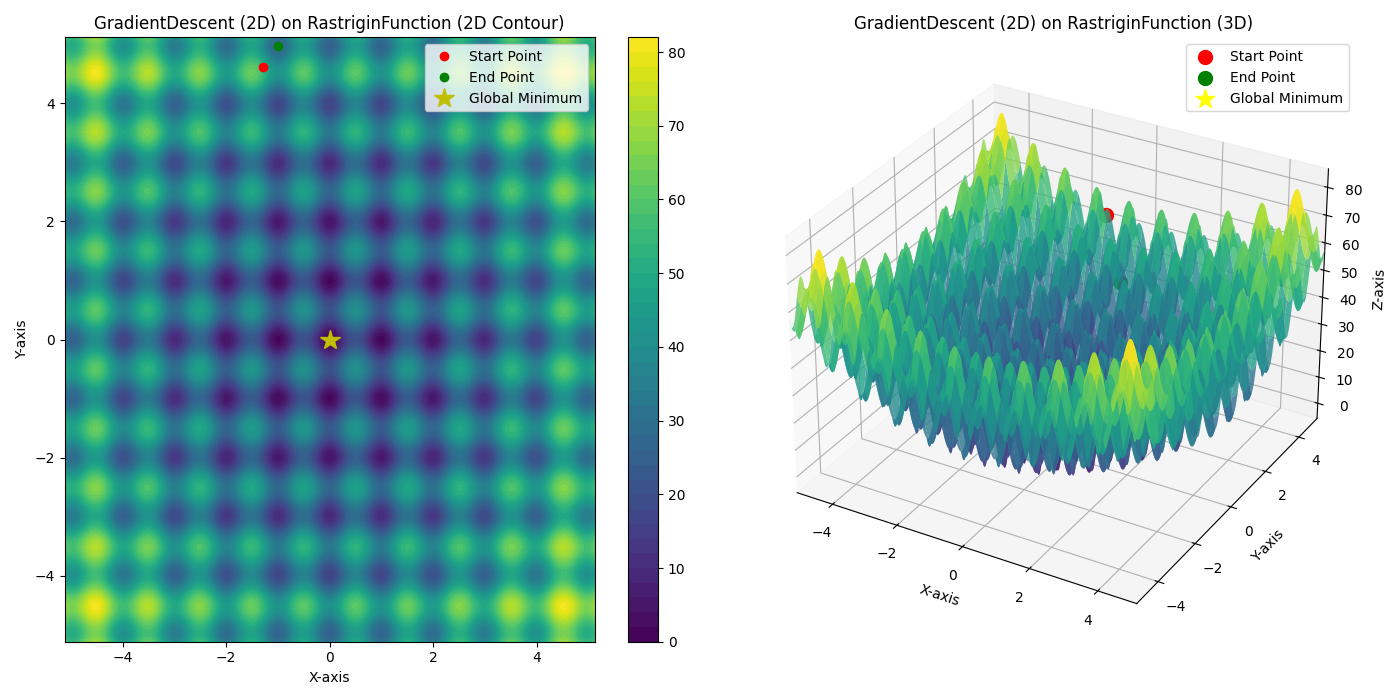 GradientDescent (2D) on RastriginFunction (2D Contour)
Start Point
End Point
Global Minimum
Y-axis
4
2
0
−2
−4
−4
−2
0
2
4
X-axis
80
70
60
50
40
30
20
10
0
GradientDescent (2D) on RastriginFunction (3D)
Start Point
End Point
Global Minimum
80
70
60
50
40
30
20
10
0
Z-axis
−4
−2
0
2
4
X-axis
4
2
0
−2
−4
Y-axis